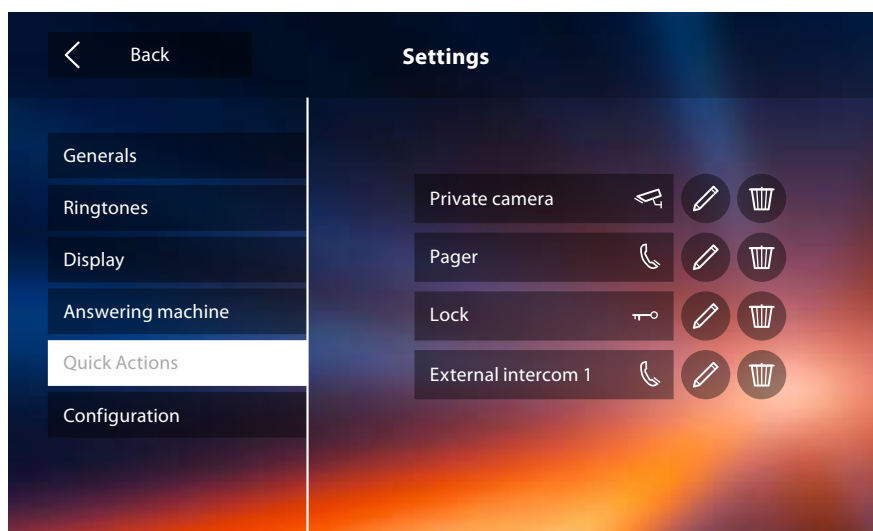 Back
Settings
Generals
Ringtones
Display
Answering machine
Quick Actions
Configuration
Private camera
Pager
Lock
External intercom 1